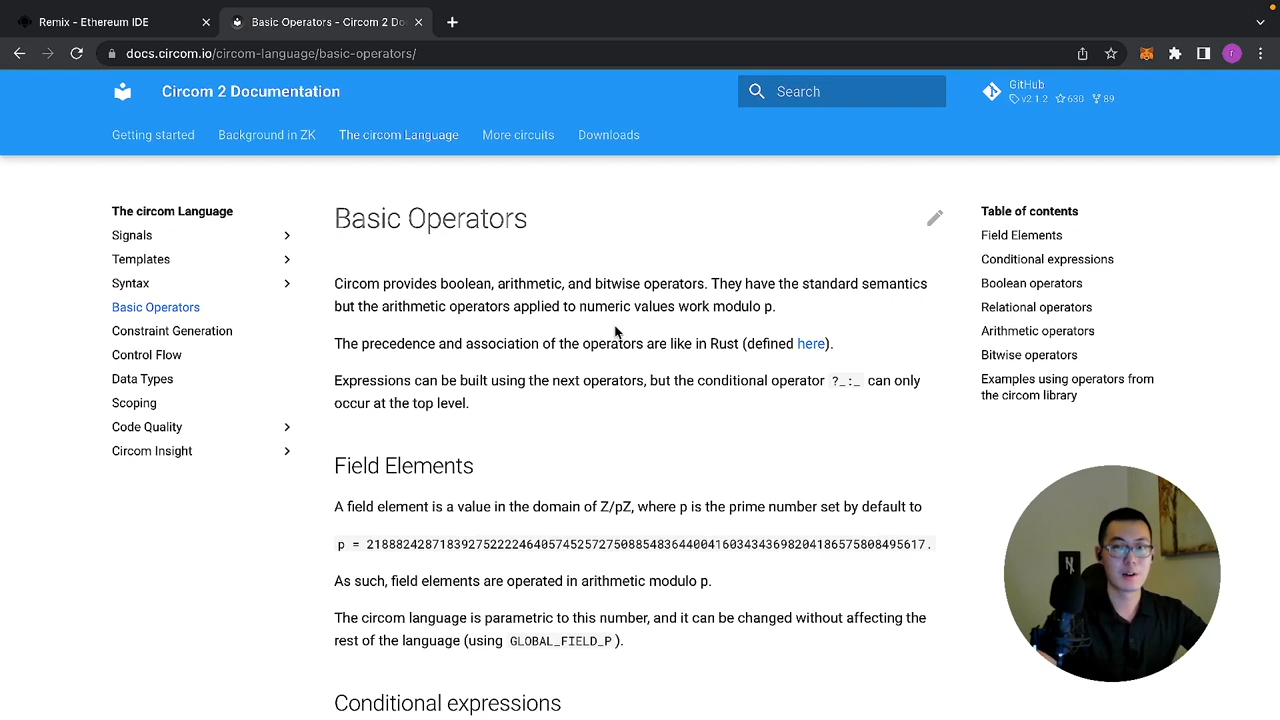 Remix - Ethereum IDE
Basic Operators - Circom 2 Do
docs.circom.io/circom-language/basic-operators/
Circom 2 Documentation
Search
GitHub
v2.1.2 630 89
Getting started
Background in ZK
The circom Language
More circuits
Downloads
The circom Language
Signals
Templates
Syntax
Basic Operators
Constraint Generation
Control Flow
Data Types
Scoping
Code Quality
Circom Insight
Basic Operators
Circom provides boolean, arithmetic, and bitwise operators. They have the standard semantics
but the arithmetic operators applied to numeric values work modulo p.
The precedence and association of the operators are like in Rust (defined here).
Expressions can be built using the next operators, but the conditional operator ?_:_ can only
occur at the top level.
Field Elements
A field element is a value in the domain of Z/pZ, where p is the prime number set by default to
p = 21888242871839275222246405745257275088548364400416034343698204186575808495617.
As such, field elements are operated in arithmetic modulo p.
The circom language is parametric to this number, and it can be changed without affecting the
rest of the language (using GLOBAL_FIELD_P).
Conditional expressions
Table of contents
Field Elements
Conditional expressions
Boolean operators
Relational operators
Arithmetic operators
Bitwise operators
Examples using operators from
the circom library